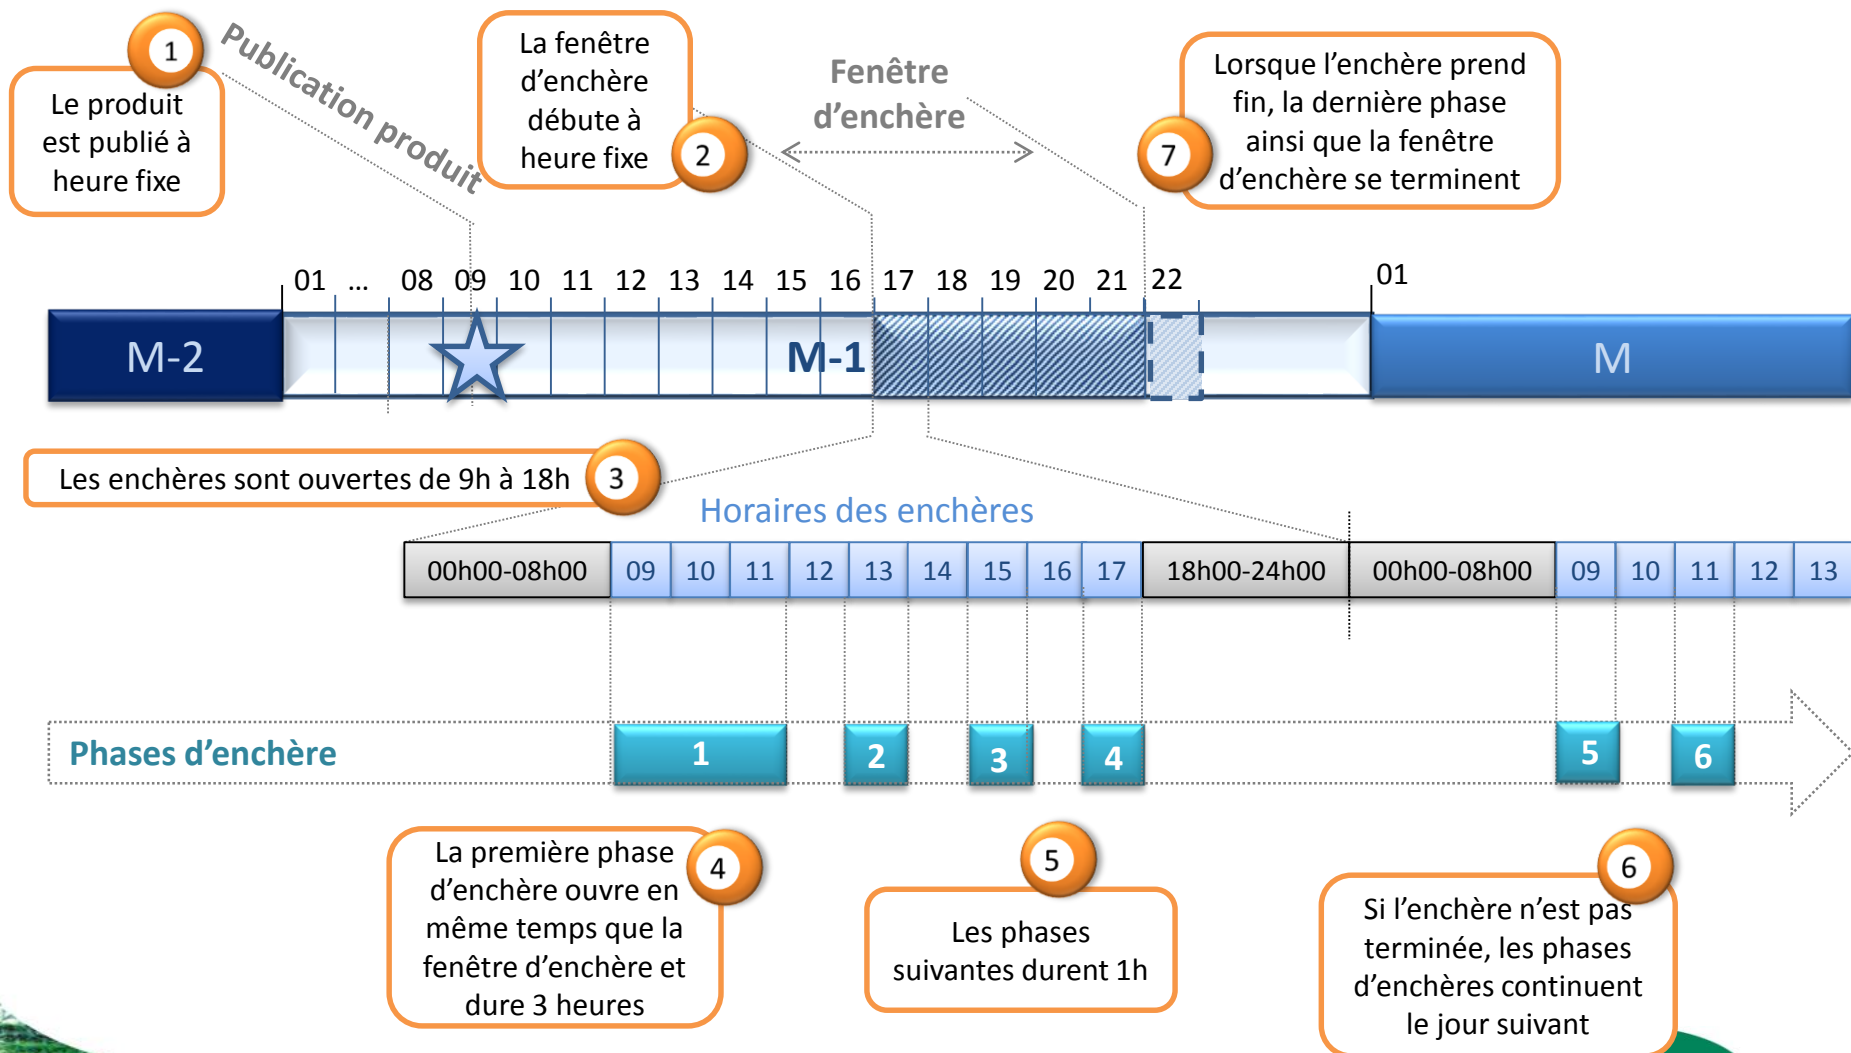 1
Le produit
est publié à
heure fixe
Publication produit
La fenêtre
d’enchère
débute à
heure fixe
2
Fenêtre
d’enchère
7
Lorsque l’enchère prend
fin, la dernière phase
ainsi que la fenêtre
d’enchère se terminent
01 ... 08 09 10 11 12 13 14 15 16 17 18 19 20 21 22 01
M-2 M-1 M
Les enchères sont ouvertes de 9h à 18h 3
Horaires des enchères
00h00-08h00 09 10 11 12 13 14 15 16 17 18h00-24h00 00h00-08h00 09 10 11 12 13
Phases d’enchère 1 2 3 4 5 6
La première phase
d’enchère ouvre en
même temps que la
fenêtre d’enchère et
dure 3 heures
4
5
Les phases
suivantes durent 1h
6
Si l’enchère n’est pas
terminée, les phases
d’enchères continuent
le jour suivant